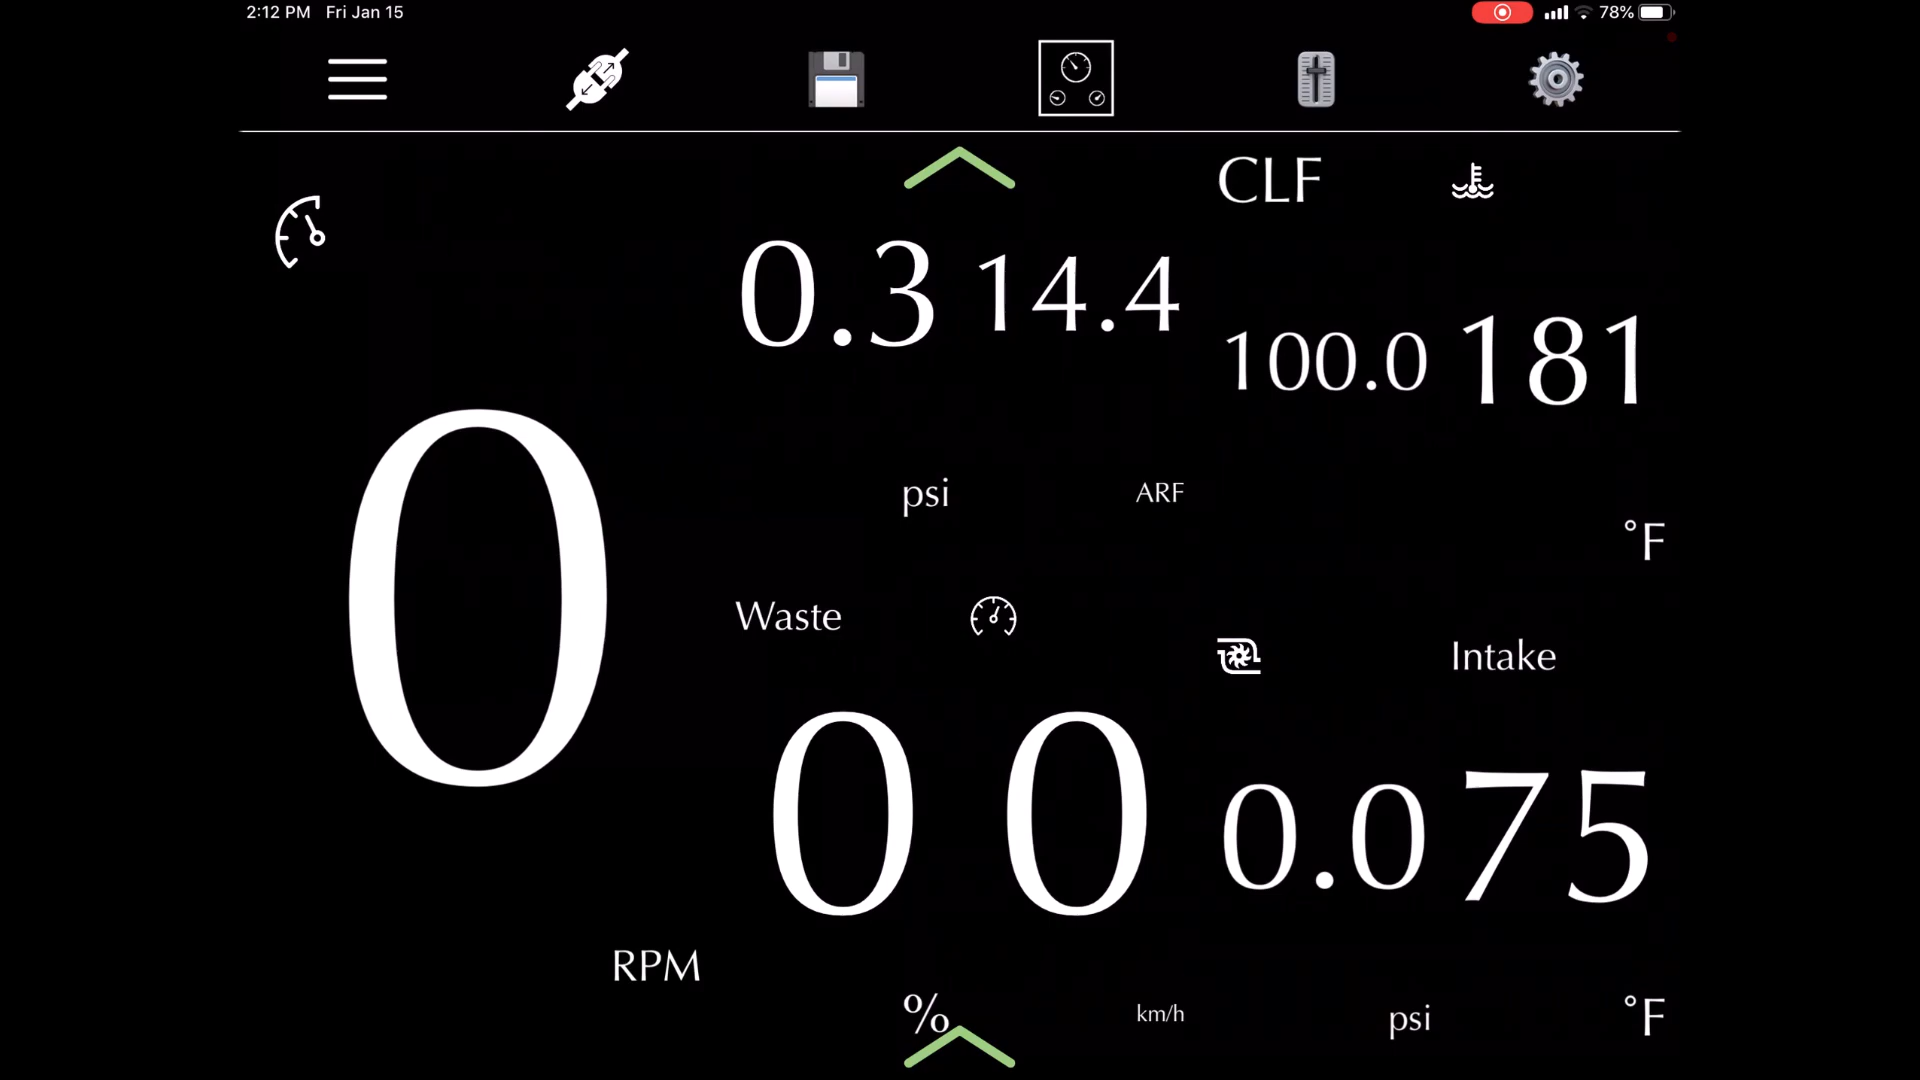 2:12 PM Fri Jan 15
78%
CLF
0.3
14.4
100.0
181
psi
ARF
°F
0
Waste
Intake
0
0
0.0
75
RPM
%
km/h
psi
°F